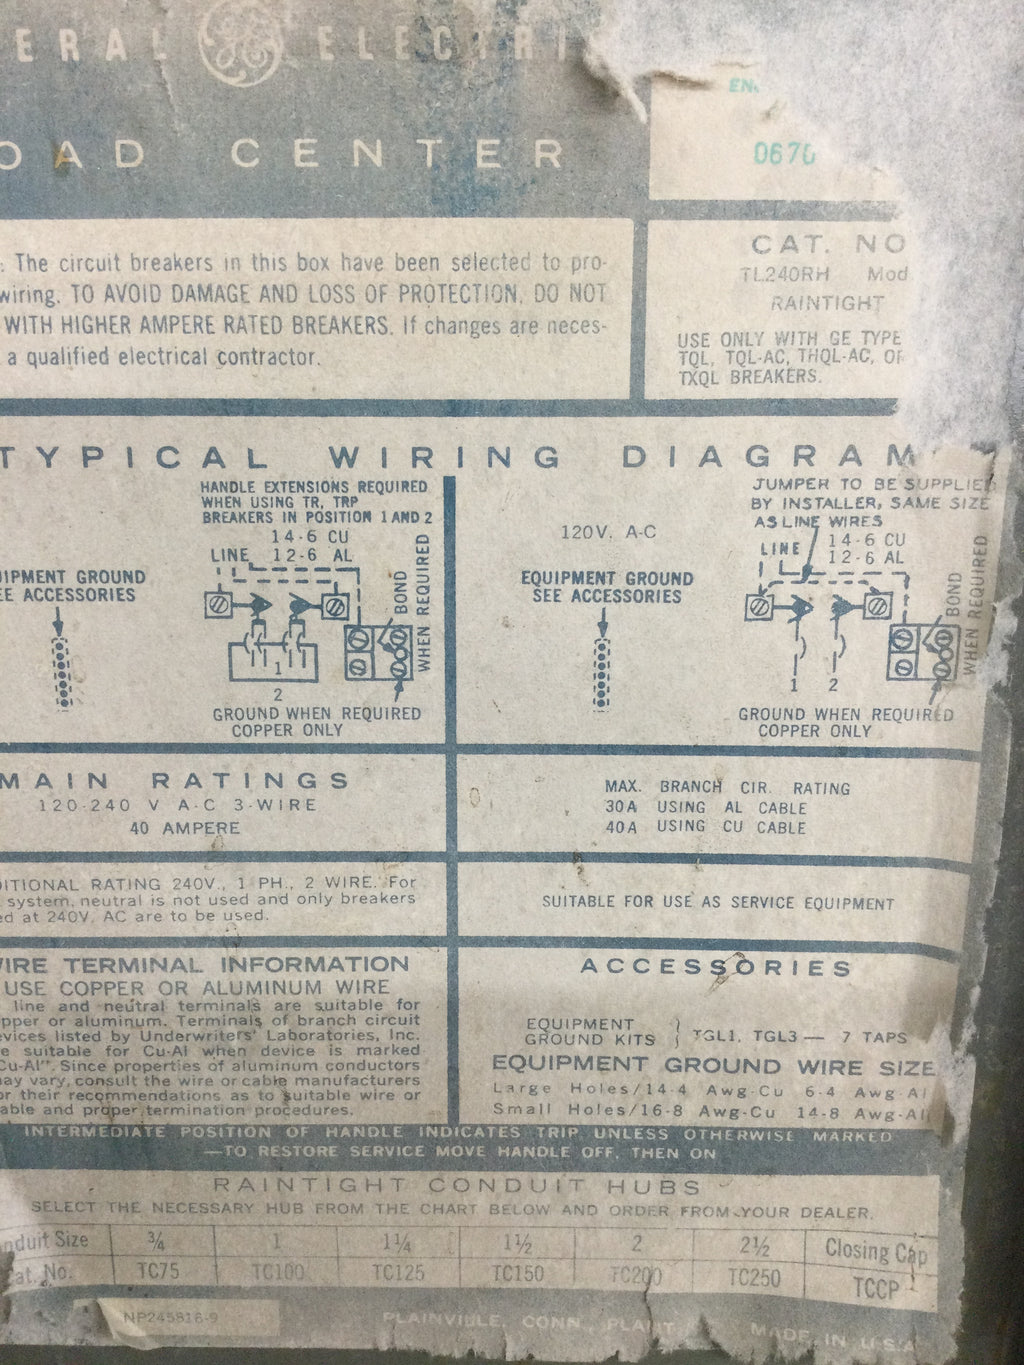 ERAL GE ELECTRI
OAD CENTER
0676
CAT. NO
TL240RH Mod
RAINTIGHT
USE ONLY WITH GE TYPE
TQL, TQL-AC, THQL-AC, OR
TXQL BREAKERS.
. The circuit breakers in this box have been selected to pro-
wiring. TO AVOID DAMAGE AND LOSS OF PROTECTION, DO NOT
WITH HIGHER AMPERE RATED BREAKERS. If changes are neces-
a qualified electrical contractor.
TYPICAL WIRING DIAGRAM
HANDLE EXTENSIONS REQUIRED
WHEN USING TR, TRP
BREAKERS IN POSITION 1 AND 2
14-6 CU
LINE 12-6 AL
IPMENT GROUND
EE ACCESSORIES
BOND
WHEN REQUIRED
1
2
GROUND WHEN REQUIRED
COPPER ONLY
120V. A-C
JUMPER TO BE SUPPLIED
BY INSTALLER, SAME SIZE
AS LINE WIRES
14-6 CU
LINE 12-6 AL
EQUIPMENT GROUND
SEE ACCESSORIES
BOND
WHEN REQUIRED
1 2
GROUND WHEN REQUIRED
COPPER ONLY
MAIN RATINGS
120-240 V A-C 3-WIRE
40 AMPERE
MAX. BRANCH CIR. RATING
30A USING AL CABLE
40A USING CU CABLE
ITIONAL RATING 240V., 1 PH., 2 WIRE. For
system, neutral is not used and only breakers
ed at 240V. AC are to be used.
SUITABLE FOR USE AS SERVICE EQUIPMENT
WIRE TERMINAL INFORMATION
USE COPPER OR ALUMINUM WIRE
line and neutral terminals are suitable for
pper or aluminum. Terminals of branch circuit
evices listed by Underwriters' Laboratories, Inc.
e suitable for Cu-Al when device is marked
Cu-Al". Since properties of aluminum conductors
may vary, consult the wire or cable manufacturers
or their recommendations as to suitable wire or
able and proper termination procedures.
ACCESSORIES
EQUIPMENT
GROUND KITS TGL1, TGL3 — 7 TAPS
EQUIPMENT GROUND WIRE SIZE
Large Holes/14-4 Awg-Cu 6-4 Awg-Al
Small Holes/16-8 Awg-Cu 14-8 Awg-Al
INTERMEDIATE POSITION OF HANDLE INDICATES TRIP UNLESS OTHERWISE MARKED
—TO RESTORE SERVICE MOVE HANDLE OFF, THEN ON
RAINTIGHT CONDUIT HUBS
SELECT THE NECESSARY HUB FROM THE CHART BELOW AND ORDER FROM YOUR DEALER.
nduit Size 3/4 1 1 1/4 1 1/2 2 2 1/2 Closing Cap
Cat. No. TC75 TC100 TC125 TC150 TC200 TC250 TCCP
NP245816-9
PLAINVILLE, CONN., PLANT MADE IN U.S.A.